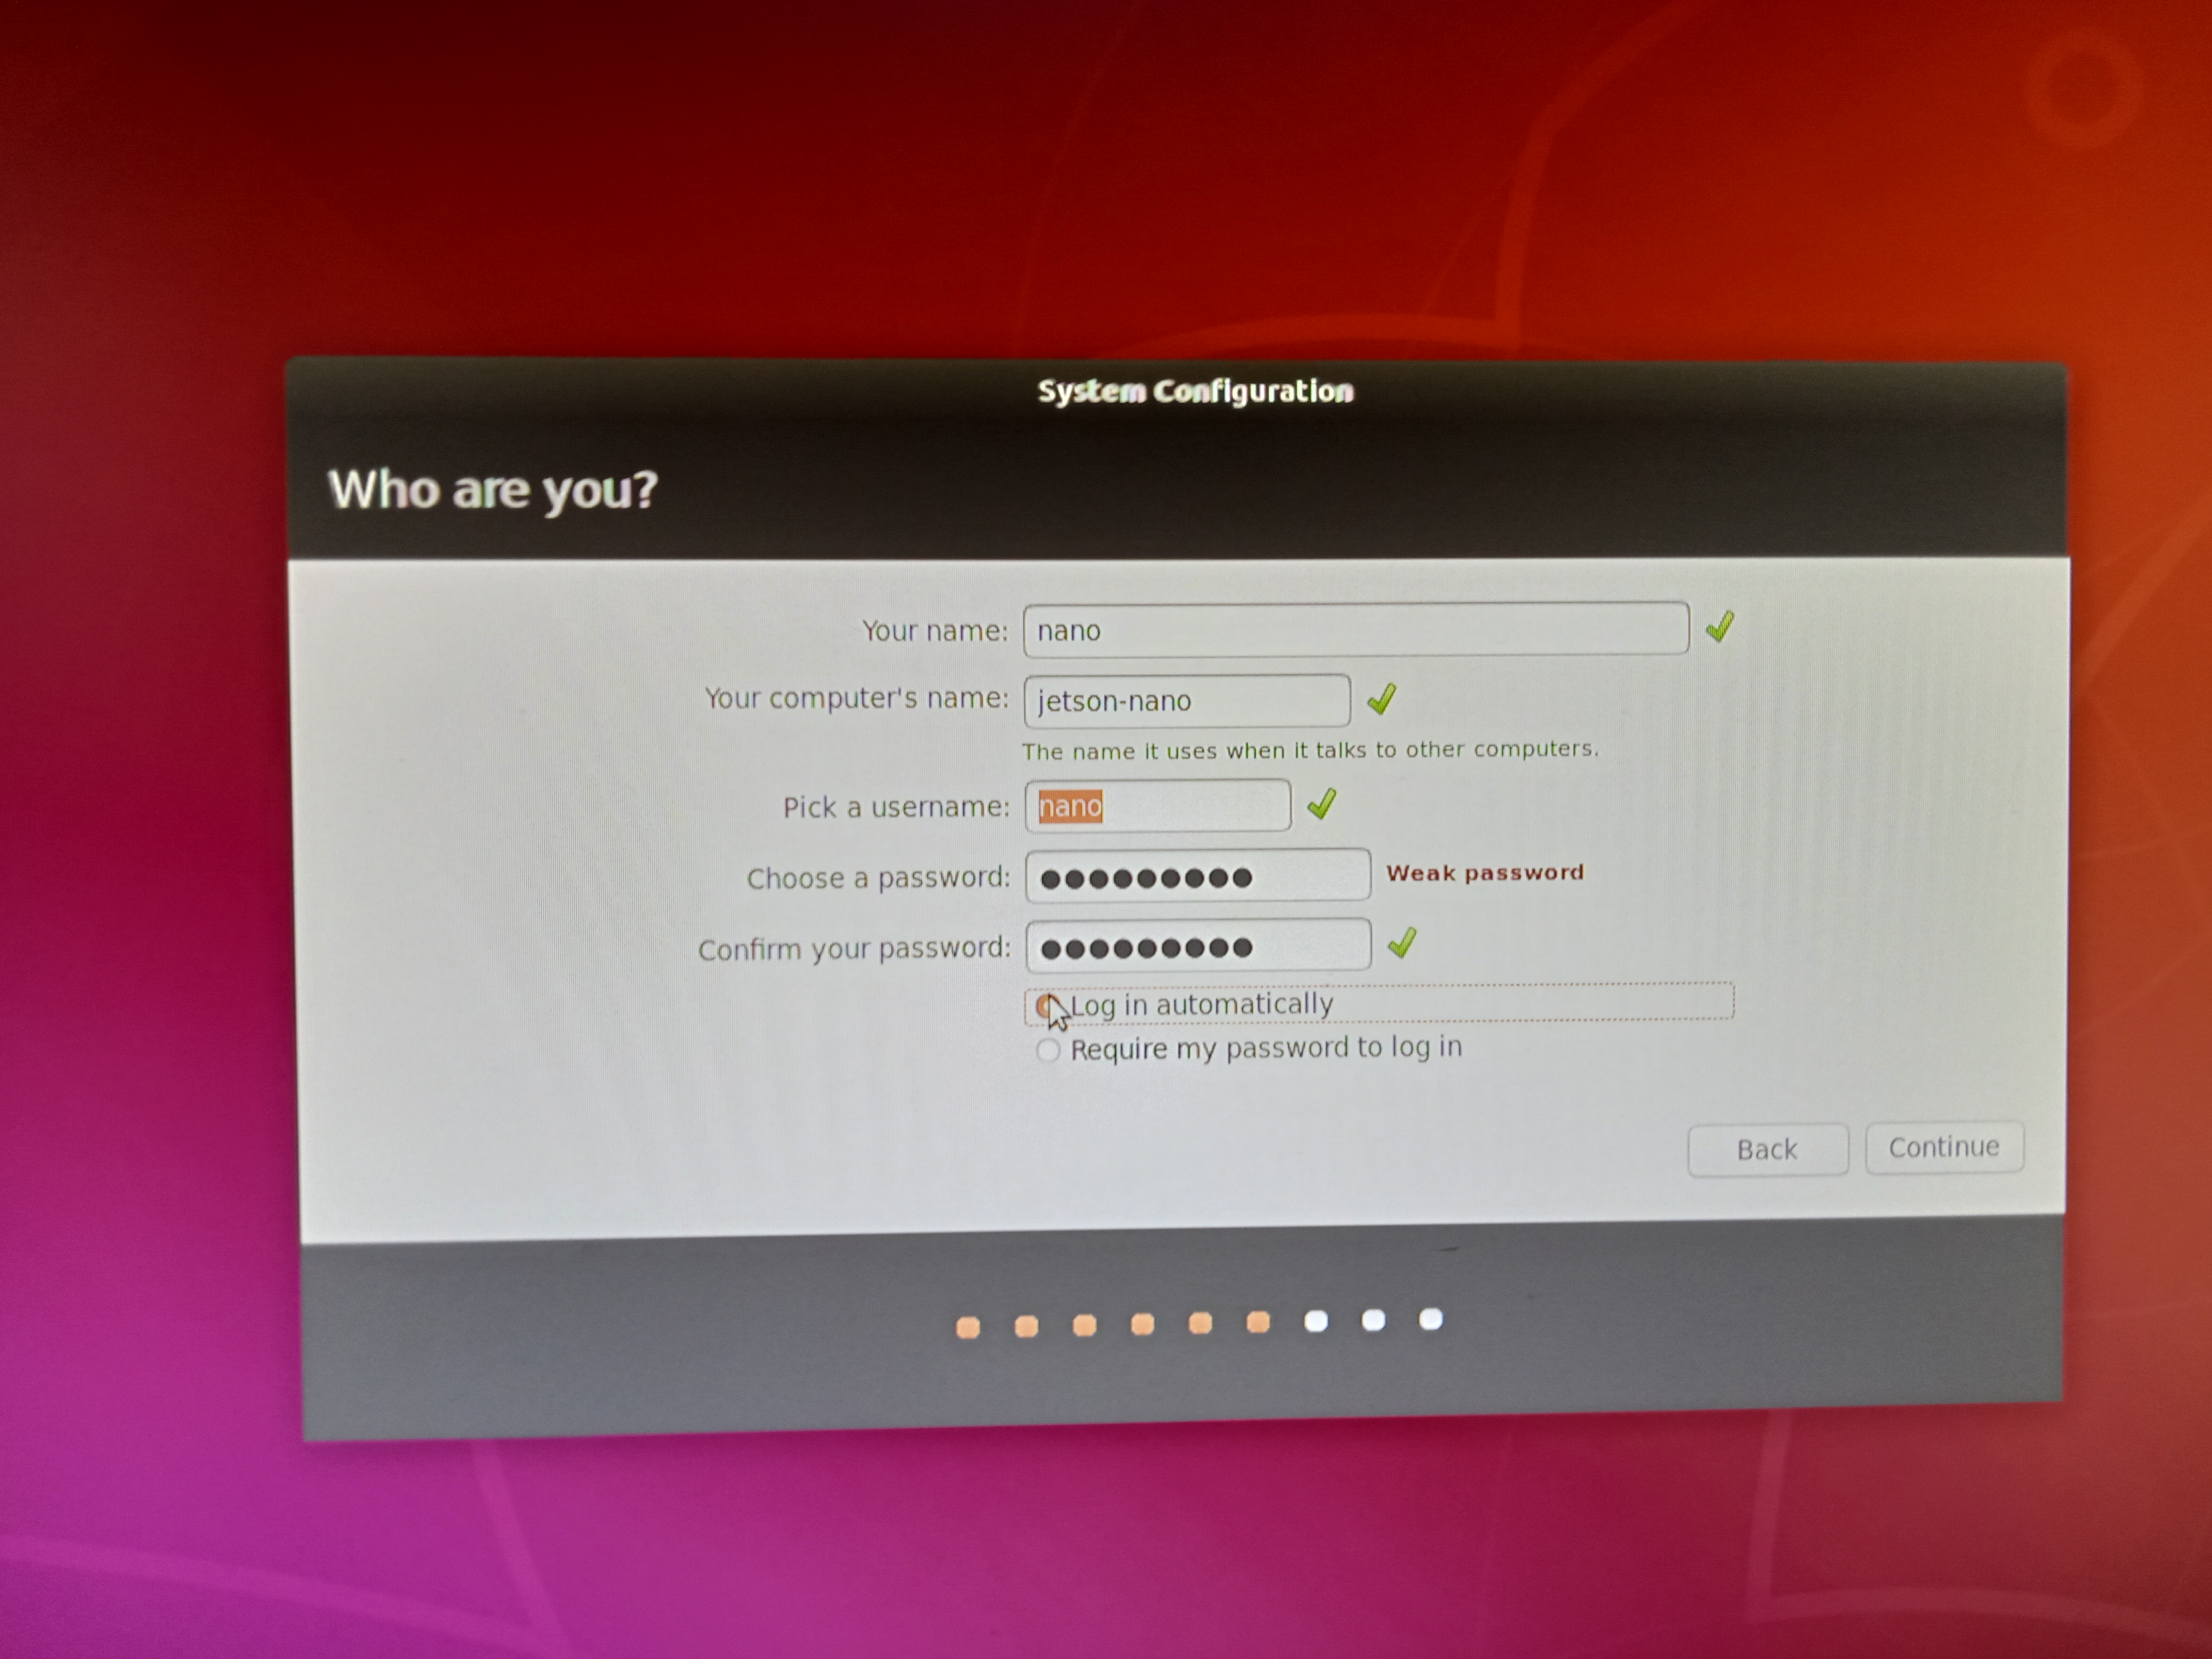 System Configuration
Who are you?
Your name: nano
Your computer's name: jetson-nano
The name it uses when it talks to other computers.
Pick a username: nano
Choose a password: ●●●●●●●●● Weak password
Confirm your password: ●●●●●●●●●
Log in automatically
Require my password to log in
Back Continue